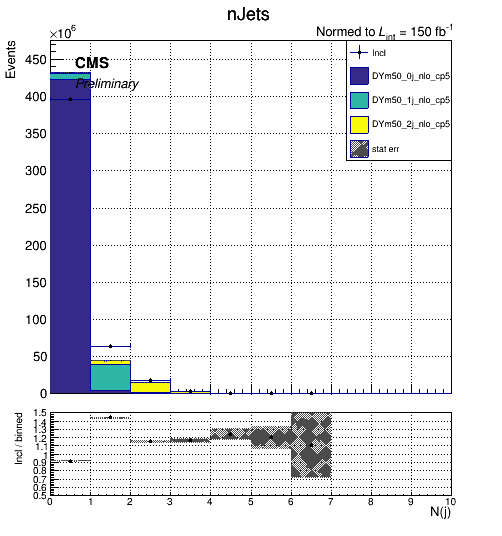 nJets
Normed to L_int = 150 fb⁻¹
×10⁶
Events
CMS
Preliminary
Incl
DYm50_0j_nlo_cp5
DYm50_1j_nlo_cp5
DYm50_2j_nlo_cp5
stat err
450
400
350
300
250
200
150
100
50
0
Incl / binned
1.5
1.4
1.3
1.2
1.1
1
0.9
0.8
0.7
0.6
0.5
0 1 2 3 4 5 6 7 8 9 10
N(j)